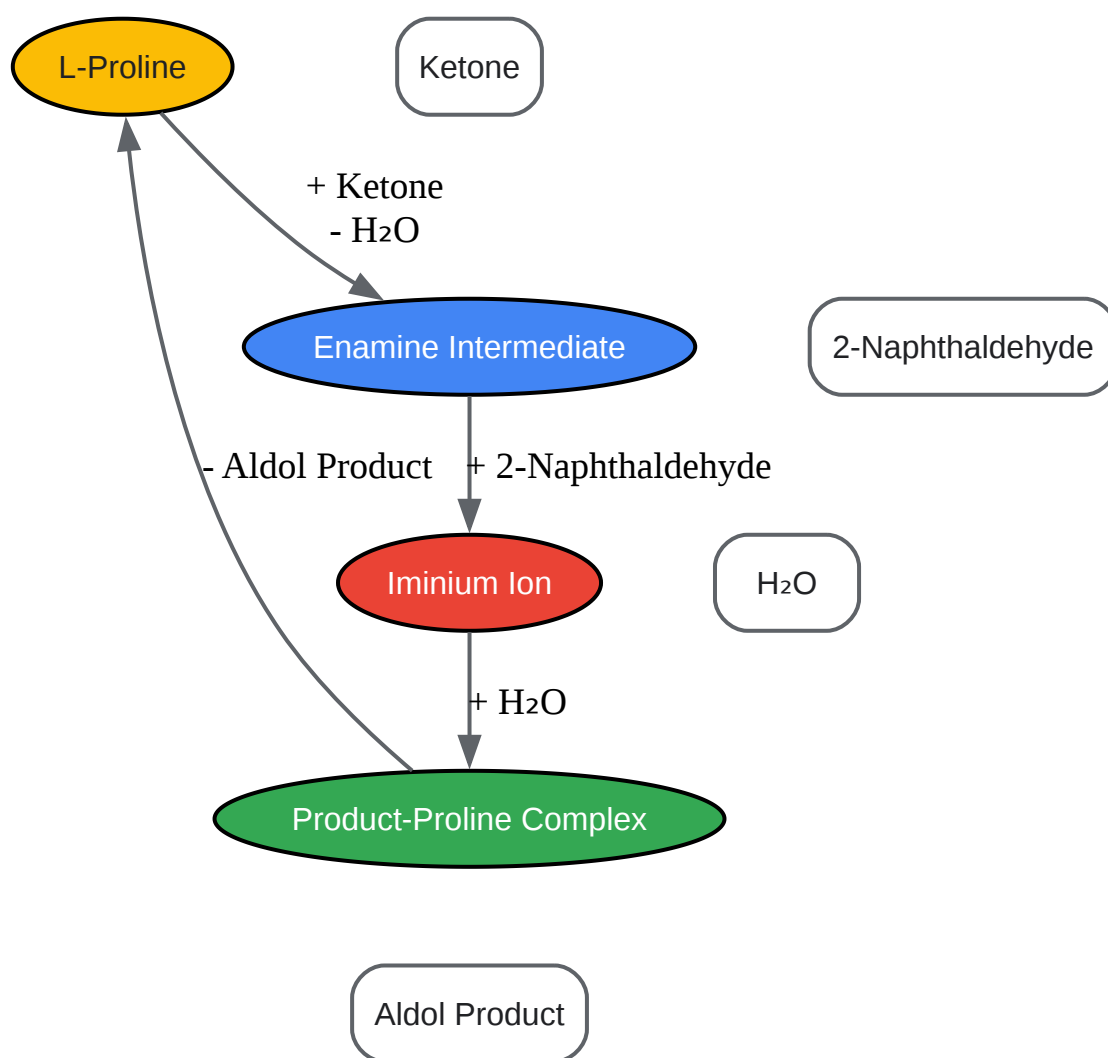 L-Proline
Ketone
+ Ketone
- H₂O
Enamine Intermediate
2-Naphthaldehyde
- Aldol Product
+ 2-Naphthaldehyde
Iminium Ion
H₂O
+ H₂O
Product-Proline Complex
Aldol Product